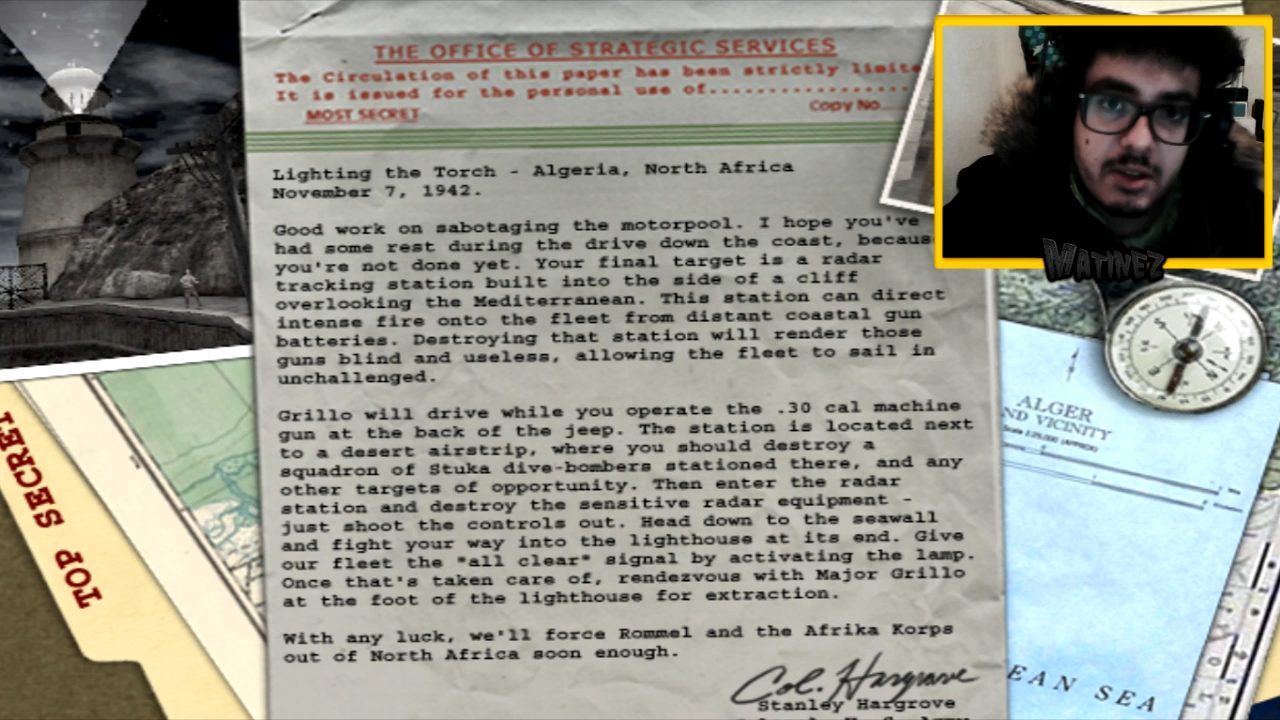 THE OFFICE OF STRATEGIC SERVICES
The Circulation of this paper has been strictly limite
It is issued for the personal use of.................
MOST SECRET
Copy No.....
Lighting the Torch - Algeria, North Africa
November 7, 1942.
Good work on sabotaging the motorpool. I hope you've
had some rest during the drive down the coast, becaus
you're not done yet. Your final target is a radar
tracking station built into the side of a cliff
overlooking the Mediterranean. This station can direct
intense fire onto the fleet from distant coastal gun
batteries. Destroying that station will render those
guns blind and useless, allowing the fleet to sail in
unchallenged.
Grillo will drive while you operate the .30 cal machine
gun at the back of the jeep. The station is located next
to a desert airstrip, where you should destroy a
squadron of Stuka dive-bombers stationed there, and any
other targets of opportunity. Then enter the radar
station and destroy the sensitive radar equipment -
just shoot the controls out. Head down to the seawall
and fight your way into the lighthouse at its end. Give
our fleet the "all clear" signal by activating the lamp.
Once that's taken care of, rendezvous with Major Grillo
at the foot of the lighthouse for extraction.
With any luck, we'll force Rommel and the Afrika Korps
out of North Africa soon enough.
Col. Hargrove
Stanley Hargrove
MATINEZ
TOP SECRET
ALGER
ND VICINITY
EAN SEA